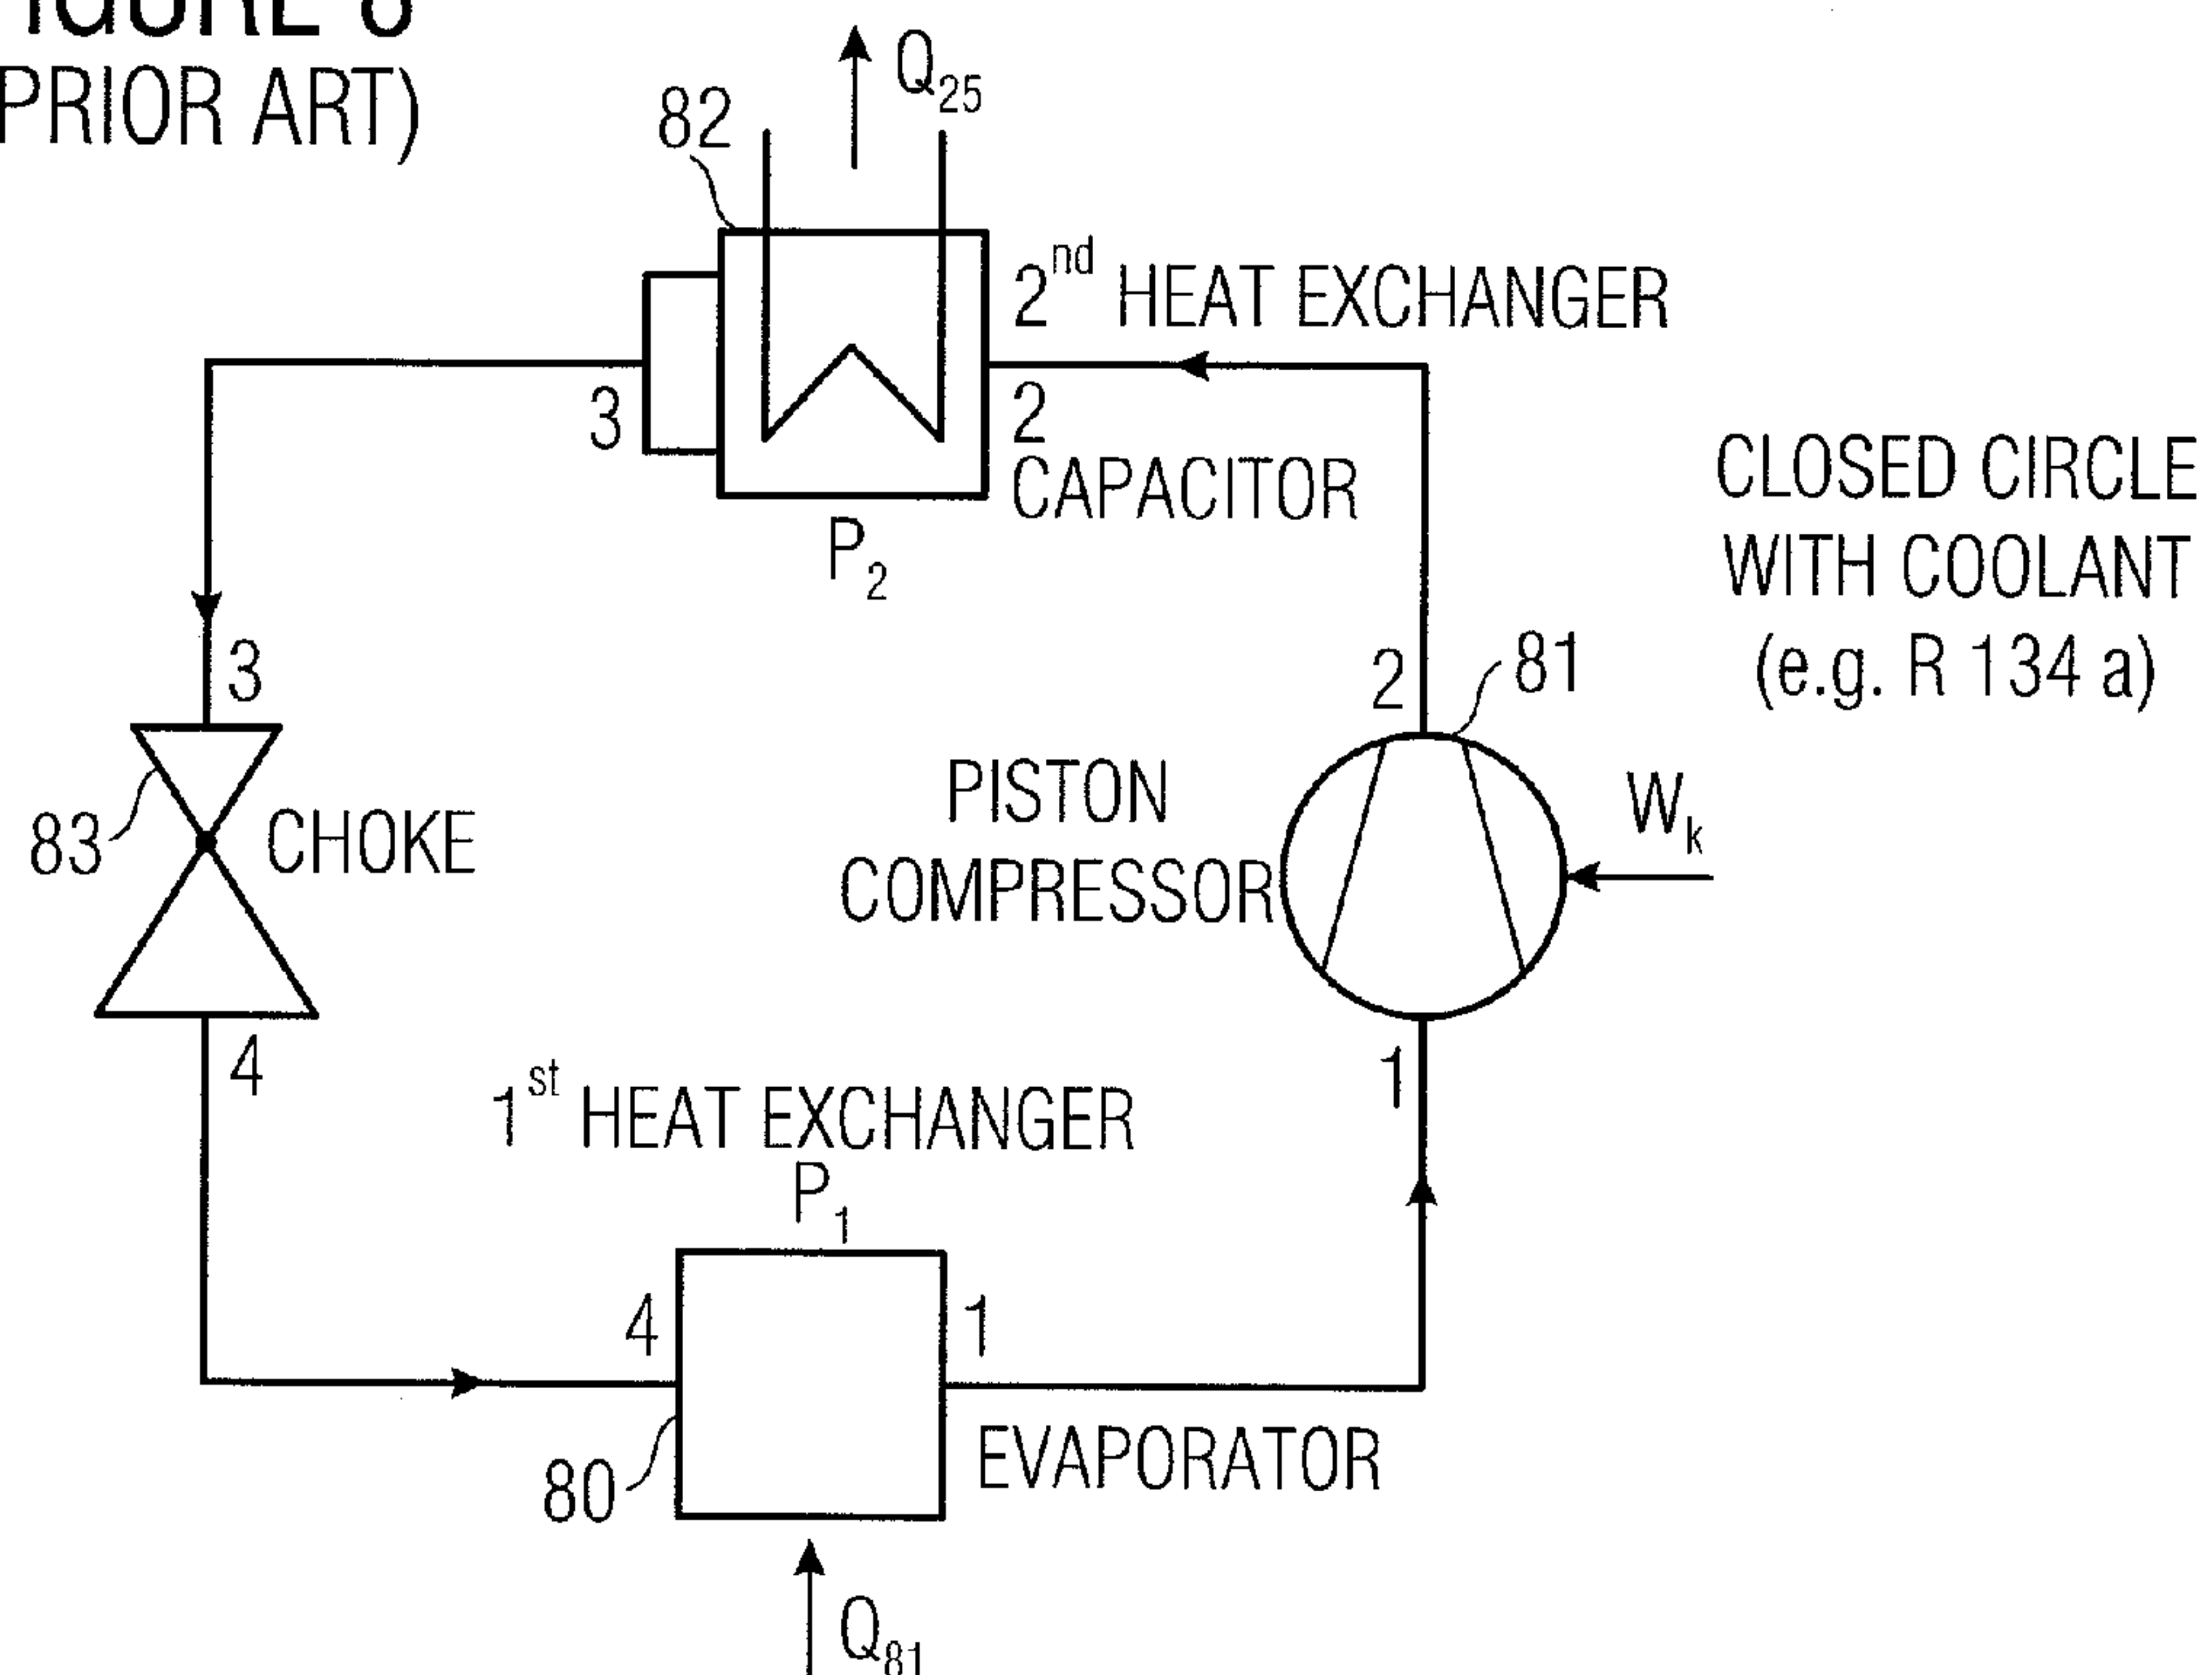 PRIOR ART)
Q25
82
2nd HEAT EXCHANGER
3
2
CAPACITOR
P2
CLOSED CIRCLE
WITH COOLANT
(e.g. R 134 a)
3
2
81
PISTON
COMPRESSOR
Wk
83
CHOKE
4
1
1st HEAT EXCHANGER
P1
4
1
80
EVAPORATOR
Q81